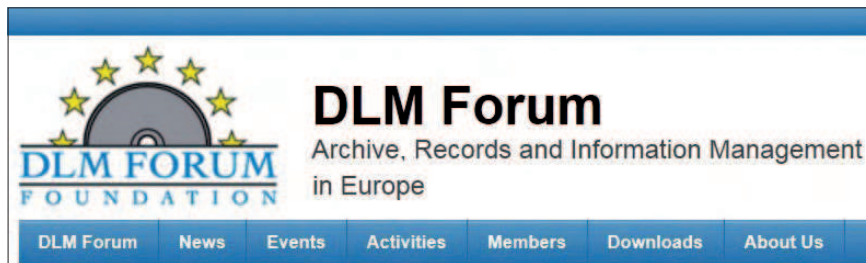 DLM FORUM
FOUNDATION
DLM Forum
Archive, Records and Information Management
in Europe
DLM Forum News Events Activities Members Downloads About Us